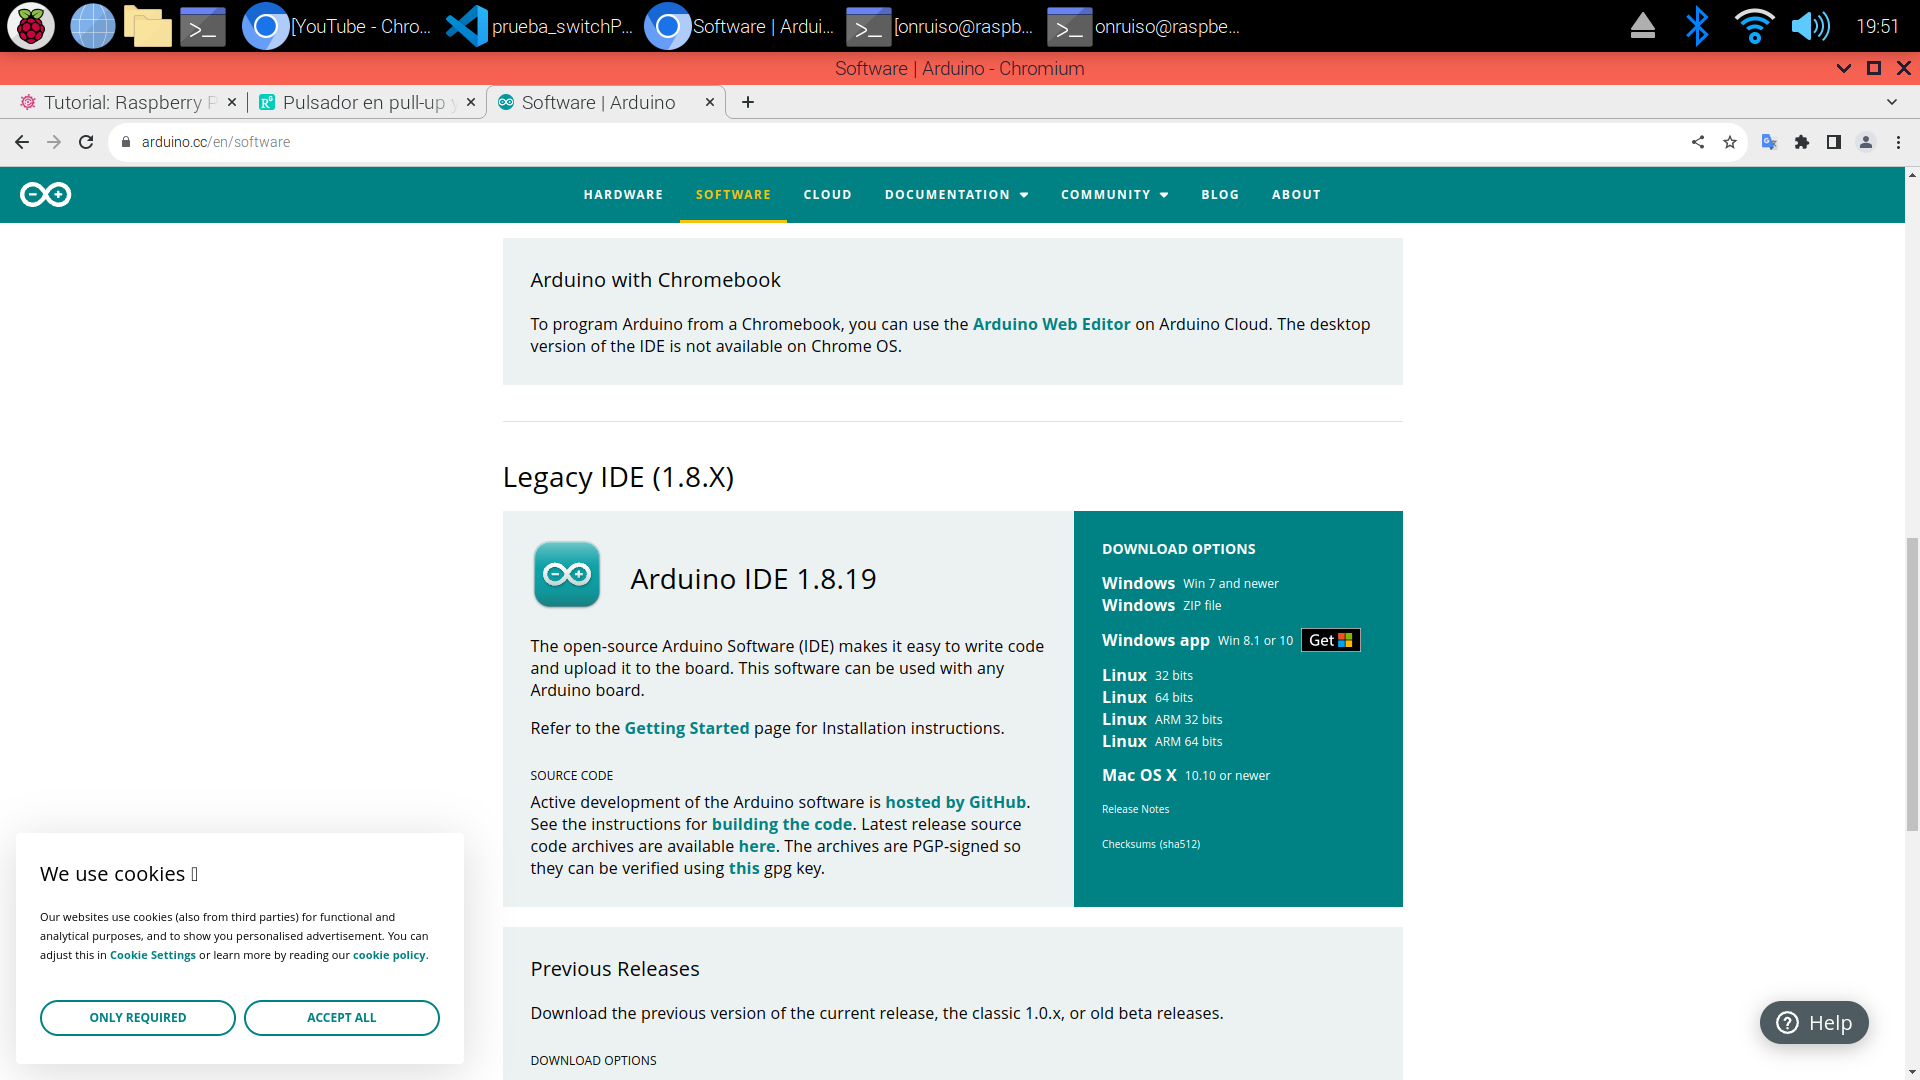 [YouTube - Chro...
prueba_switchP...
Software | Ardui...
[onruiso@raspb...
onruiso@raspbe...
19:51
Software | Arduino - Chromium
Tutorial: Raspberry P
Pulsador en pull-up y
Software | Arduino
arduino.cc/en/software
HARDWARE
SOFTWARE
CLOUD
DOCUMENTATION
COMMUNITY
BLOG
ABOUT
Arduino with Chromebook
To program Arduino from a Chromebook, you can use the Arduino Web Editor on Arduino Cloud. The desktop
version of the IDE is not available on Chrome OS.
Legacy IDE (1.8.X)
Arduino IDE 1.8.19
The open-source Arduino Software (IDE) makes it easy to write code
and upload it to the board. This software can be used with any
Arduino board.
Refer to the Getting Started page for Installation instructions.
SOURCE CODE
Active development of the Arduino software is hosted by GitHub.
See the instructions for building the code. Latest release source
code archives are available here. The archives are PGP-signed so
they can be verified using this gpg key.
DOWNLOAD OPTIONS
Windows Win 7 and newer
Windows ZIP file
Windows app Win 8.1 or 10 Get
Linux 32 bits
Linux 64 bits
Linux ARM 32 bits
Linux ARM 64 bits
Mac OS X 10.10 or newer
Release Notes
Checksums (sha512)
Previous Releases
Download the previous version of the current release, the classic 1.0.x, or old beta releases.
DOWNLOAD OPTIONS
We use cookies
Our websites use cookies (also from third parties) for functional and
analytical purposes, and to show you personalised advertisement. You can
adjust this in Cookie Settings or learn more by reading our cookie policy.
ONLY REQUIRED
ACCEPT ALL
Help